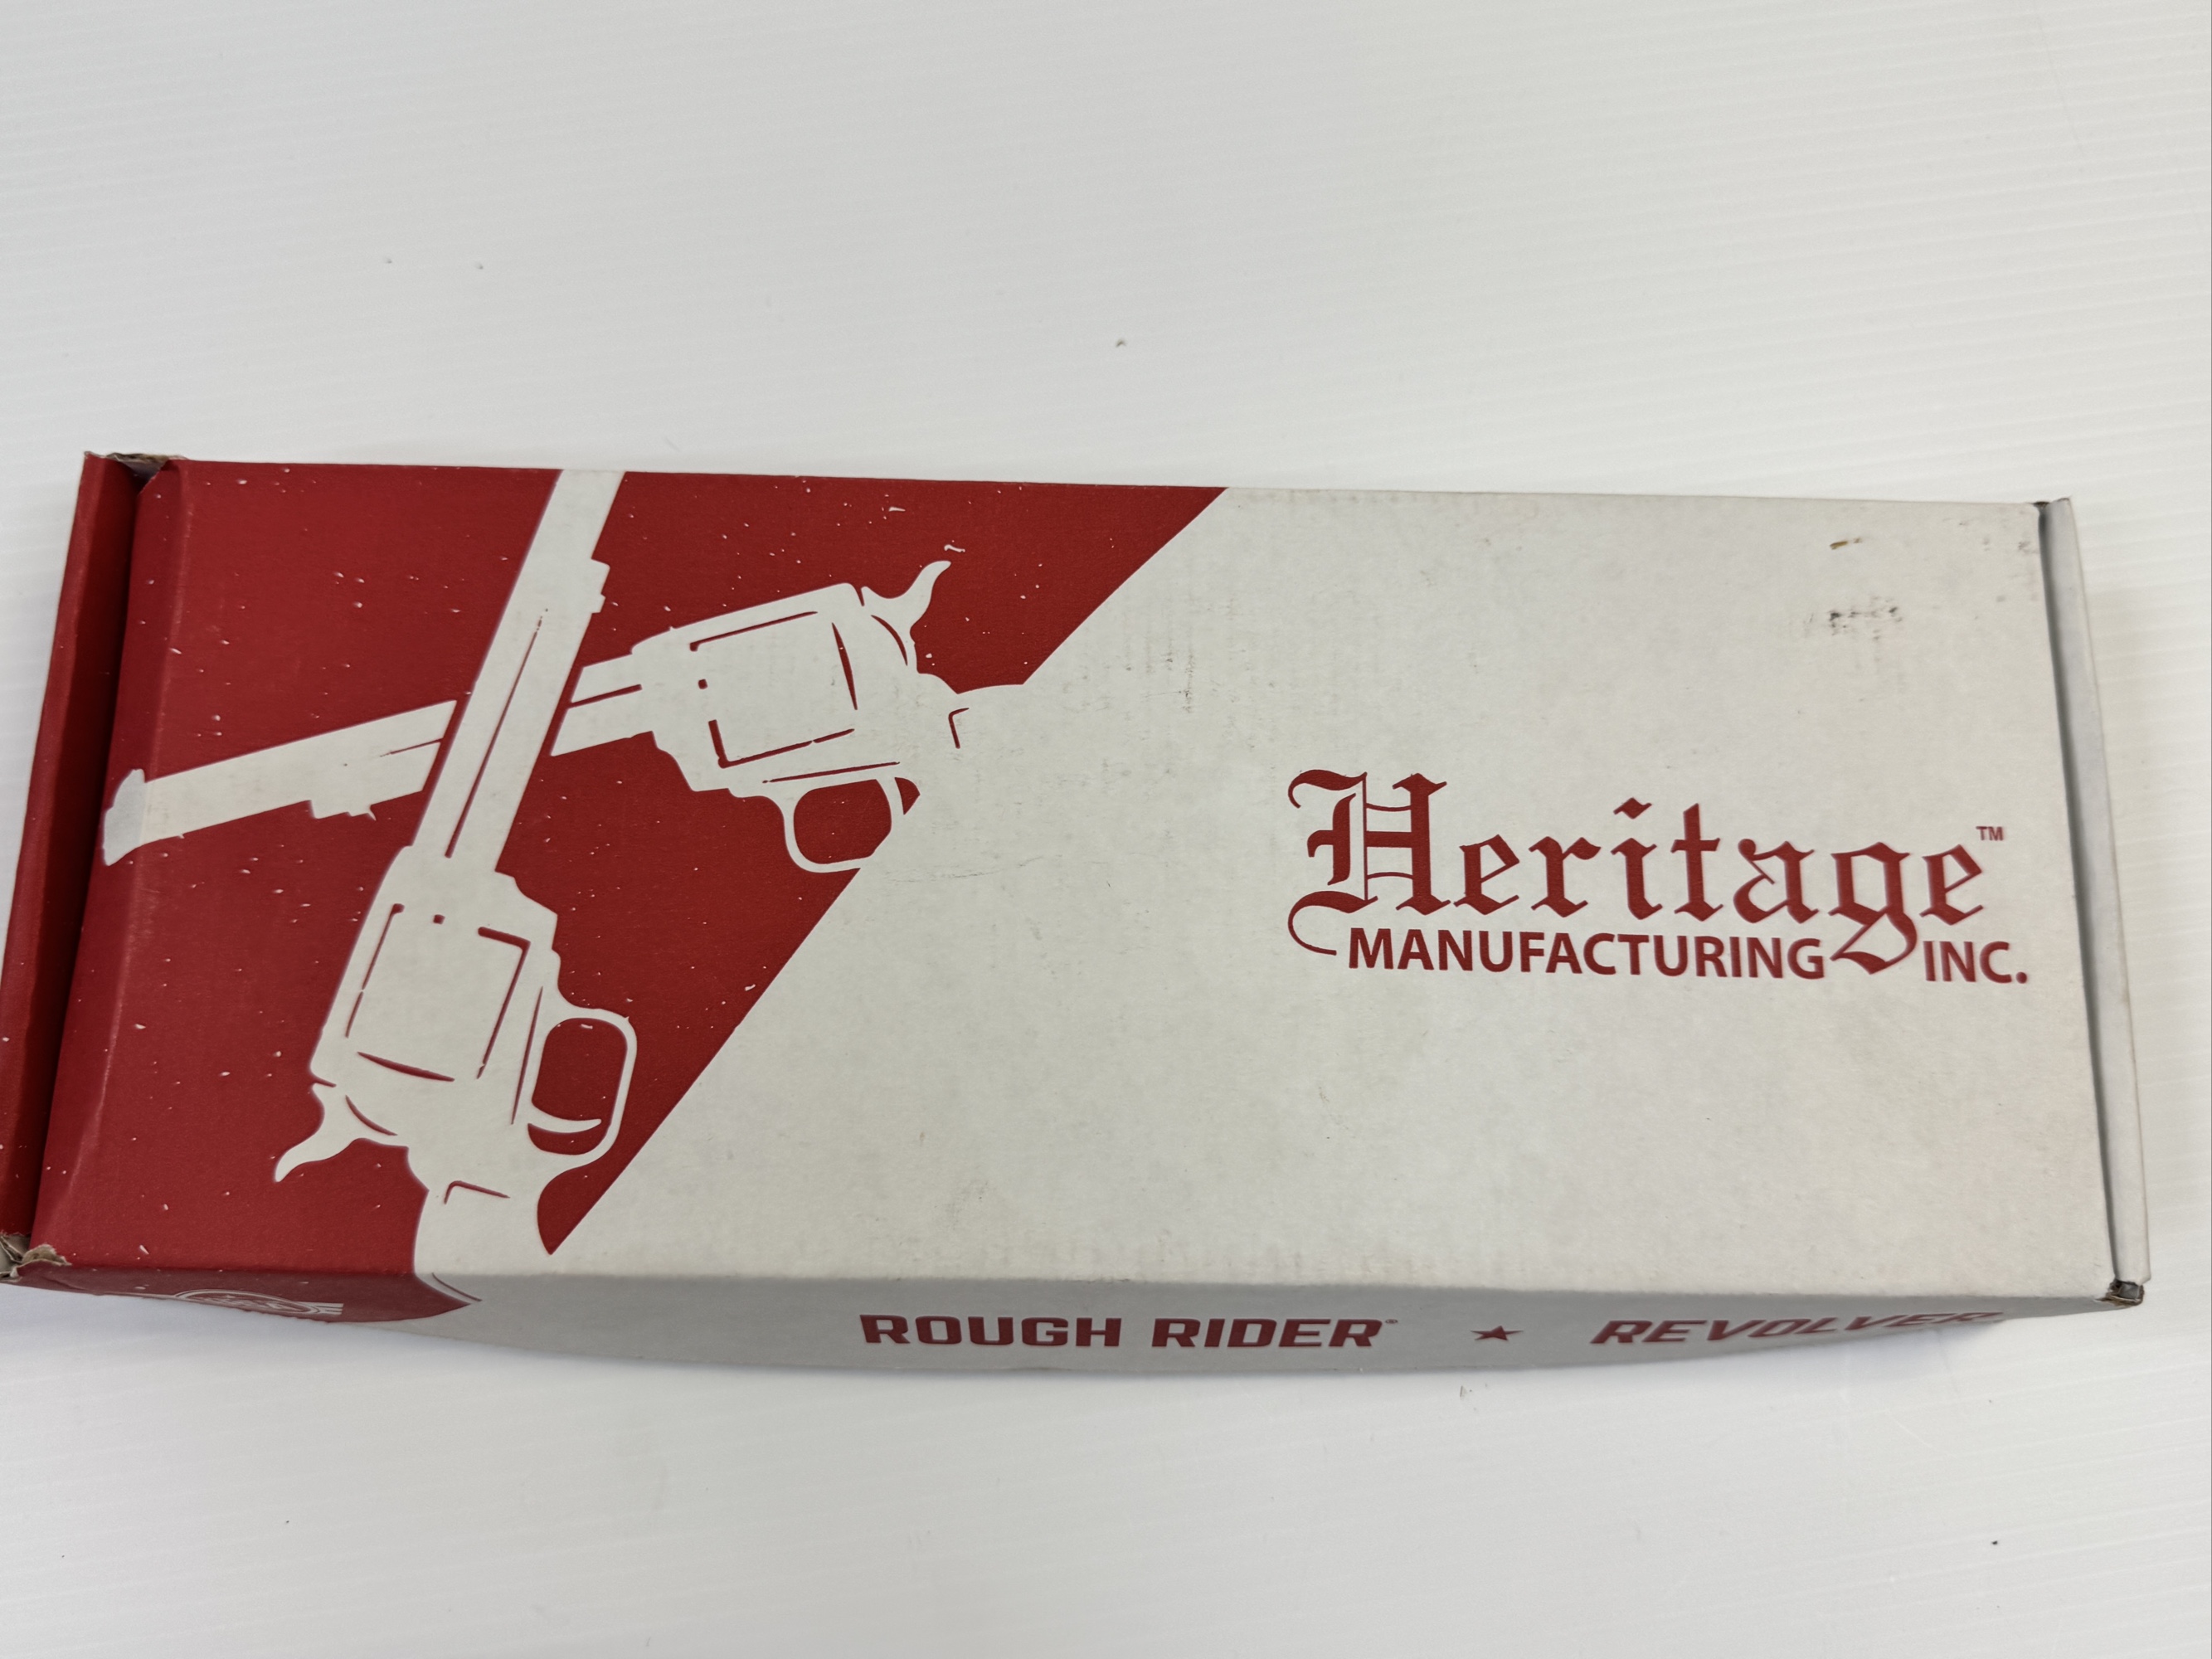 Heritage™
MANUFACTURING INC.
ROUGH RIDER® ★ REVOLVER